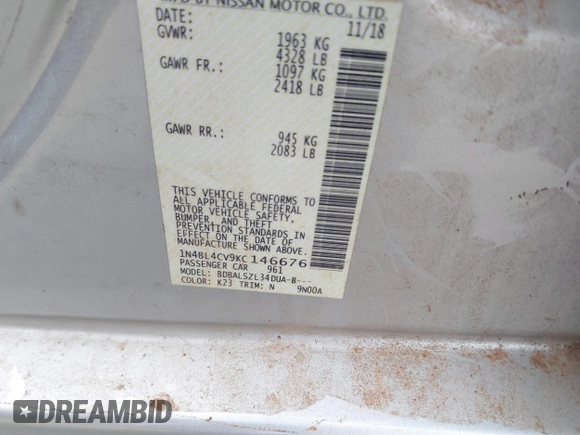 MFD BY NISSAN MOTOR CO., LTD.
DATE: 11/18
GVWR: 1963 KG
4328 LB
GAWR FR.: 1097 KG
2418 LB
GAWR RR.: 945 KG
2083 LB
THIS VEHICLE CONFORMS TO
ALL APPLICABLE FEDERAL
MOTOR VEHICLE SAFETY,
BUMPER, AND THEFT
PREVENTION STANDARDS IN
EFFECT ON THE DATE OF
MANUFACTURE SHOWN ABOVE.
1N4BL4CV9KC146676
PASSENGER CAR 961
MODEL: BDBALSZL34DUA-B---
COLOR: K23 TRIM: N 9N00A
DREAMBID